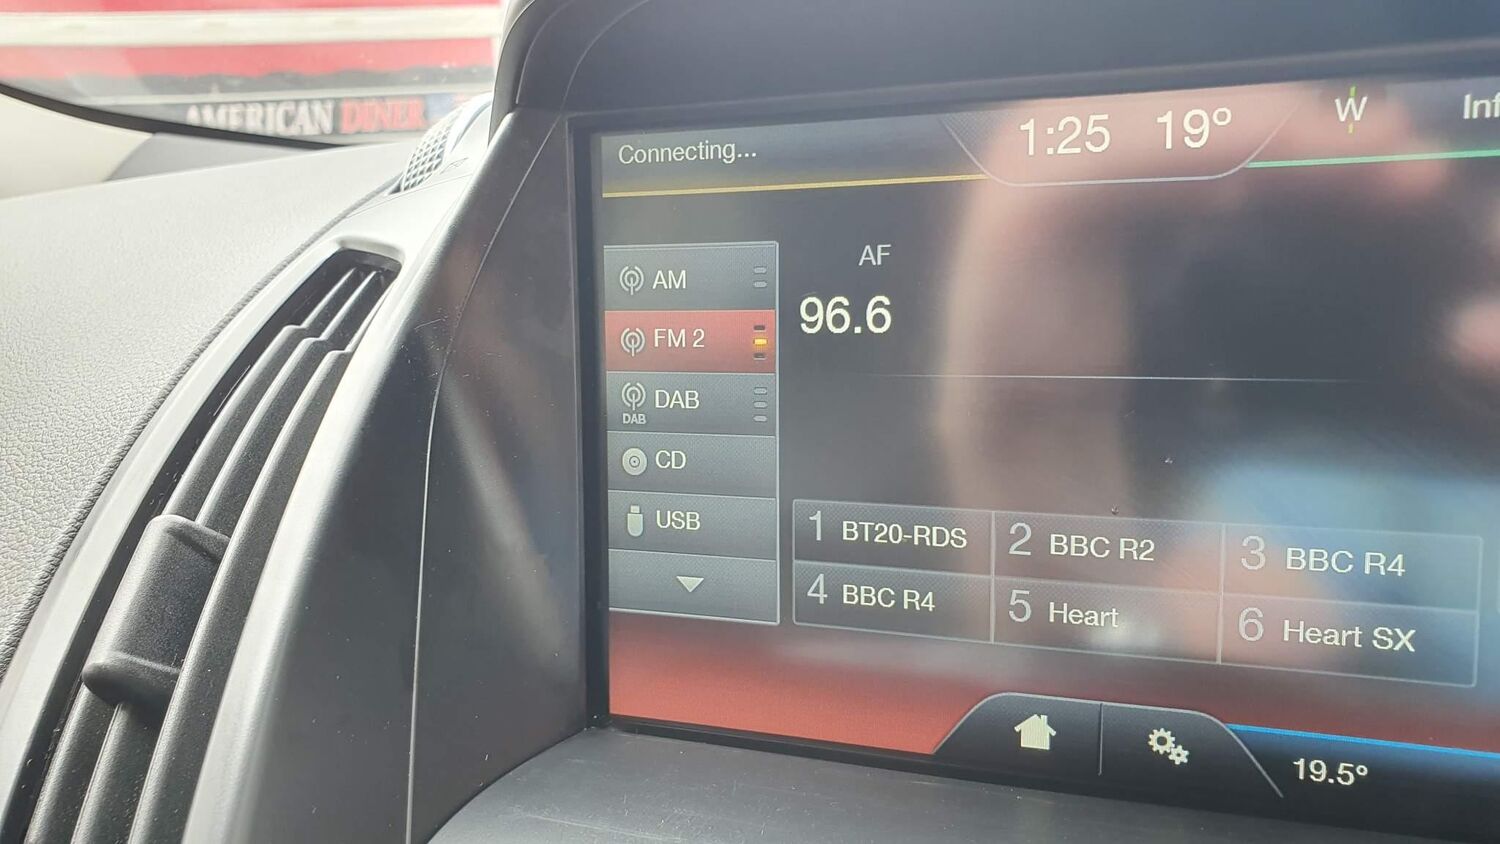 AMERICAN DINER
Connecting...
1:25 19°
W
Inf
AM
FM 2
DAB
DAB
CD
USB
AF
96.6
1 BT20-RDS
2 BBC R2
3 BBC R4
4 BBC R4
5 Heart
6 Heart SX
19.5°